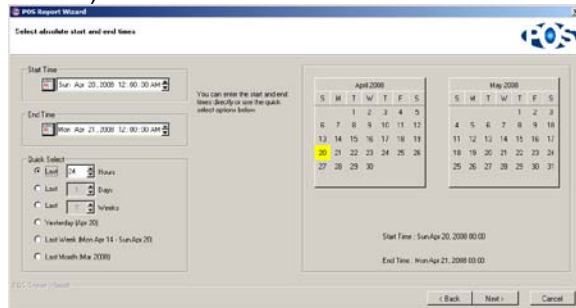 POS Report Wizard
Select absolute start and end times
POS
Start Time
Sun Apr 20, 2008 12:00:00 AM
You can enter the start and end
times directly or use the quick
select options below
End Time
Mon Apr 21, 2008 12:00:00 AM
Quick Select
Last 24 Hours
Last 1 Days
Last 1 Weeks
Yesterday (Apr 20)
Last Week (Mon Apr 14 - Sun Apr 20)
Last Month (Mar 2008)
April 2008
S M T W T F S
1 2 3 4 5
6 7 8 9 10 11 12
13 14 15 16 17 18 19
20 21 22 23 24 25 26
27 28 29 30
May 2008
S M T W T F S
1 2 3
4 5 6 7 8 9 10
11 12 13 14 15 16 17
18 19 20 21 22 23 24
25 26 27 28 29 30 31
Start Time : Sun Apr 20, 2008 00:00
End Time : Mon Apr 21, 2008 00:00
POS Report Wizard
< Back Next > Cancel